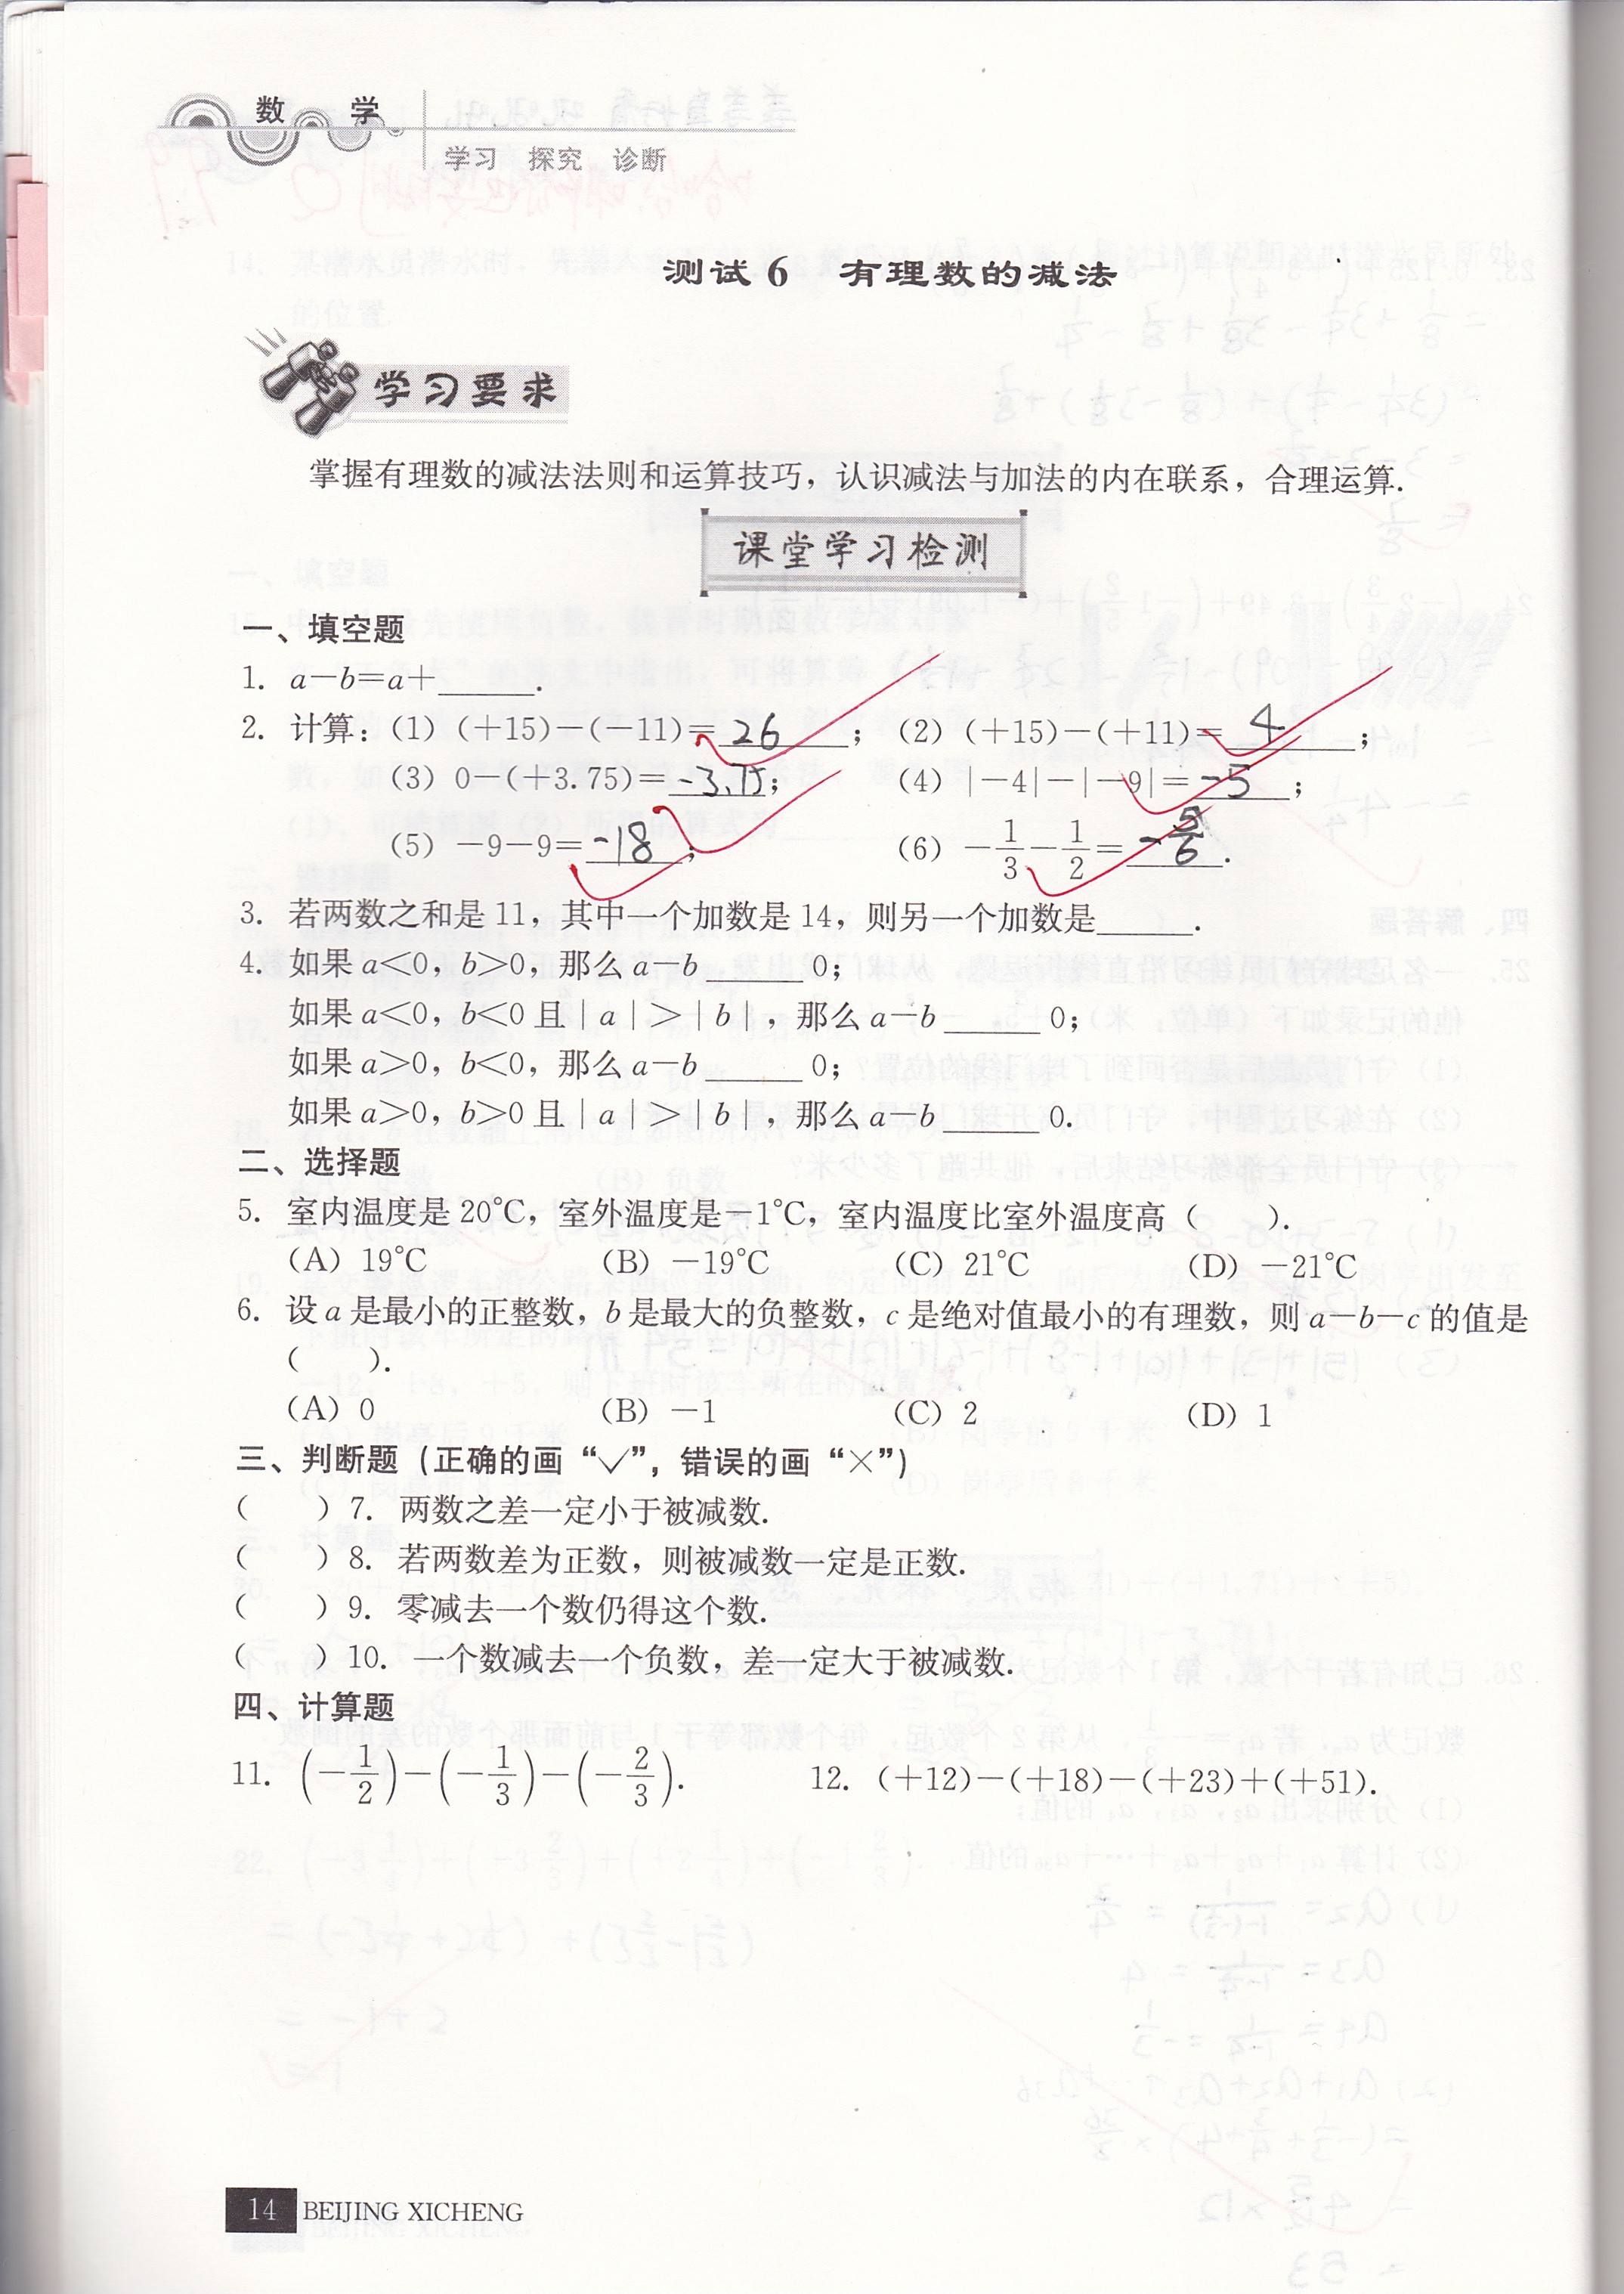 数 学
学习 探究 诊断
测试 6 有理数的减法
学习要求
掌握有理数的减法法则和运算技巧，认识减法与加法的内在联系，合理运算.
课堂学习检测
一、填空题
1. a－b=a+______.
2. 计算：(1) (+15)－(－11)= 26 ； (2) (+15)－(+11)= 4 ；
(3) 0－(+3.75)= -3.75 ； (4) |－4|－|－9|= -5 ；
(5) －9－9= -18 ； (6) －1/3－1/2= -5/6 .
3. 若两数之和是 11，其中一个加数是 14，则另一个加数是______.
4. 如果 a＜0，b＞0，那么 a－b ______ 0；
如果 a＜0，b＜0 且｜a｜＞｜b｜，那么 a－b ______ 0；
如果 a＞0，b＜0，那么 a－b ______ 0；
如果 a＞0，b＞0 且｜a｜＞｜b｜，那么 a－b ______ 0.
二、选择题
5. 室内温度是 20℃，室外温度是－1℃，室内温度比室外温度高（ ）.
(A) 19℃ (B) －19℃ (C) 21℃ (D) －21℃
6. 设 a 是最小的正整数，b 是最大的负整数，c 是绝对值最小的有理数，则 a－b－c 的值是
（ ）.
(A) 0 (B) －1 (C) 2 (D) 1
三、判断题（正确的画“√”，错误的画“×”）
（ ）7. 两数之差一定小于被减数.
（ ）8. 若两数差为正数，则被减数一定是正数.
（ ）9. 零减去一个数仍得这个数.
（ ）10. 一个数减去一个负数，差一定大于被减数.
四、计算题
11. (－1/2)－(－1/3)－(－2/3). 12. (+12)－(+18)－(+23)+(+51).
14 BEIJING XICHENG